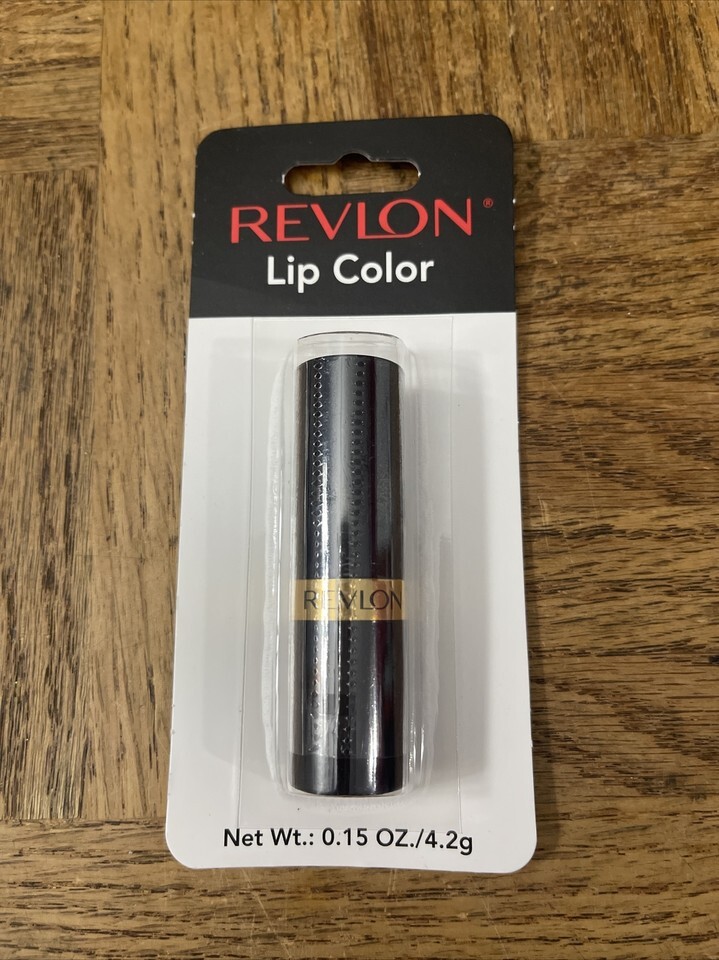 REVLON®
Lip Color
REVLON
Net Wt.: 0.15 OZ./4.2g